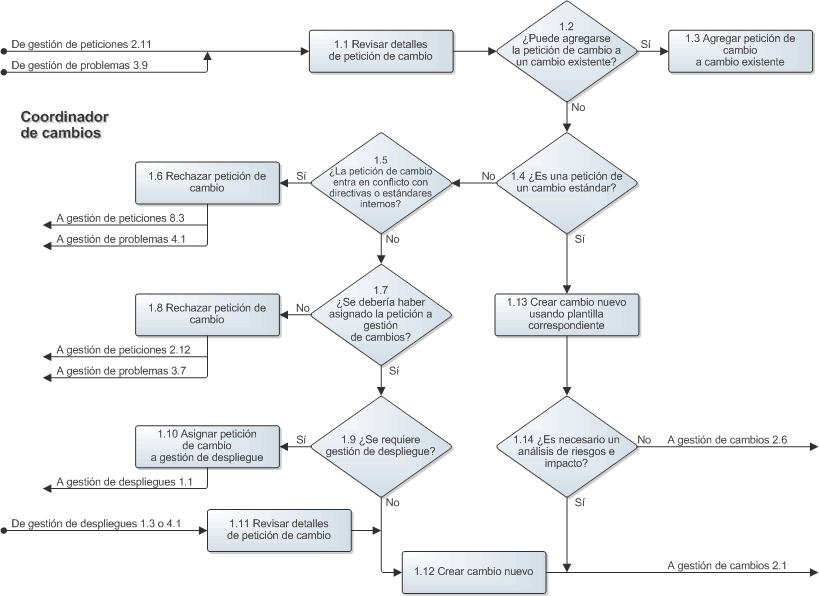 De gestión de peticiones 2.11
De gestión de problemas 3.9
1.1 Revisar detalles
de petición de cambio
1.2
¿Puede agregarse
la petición de cambio a
un cambio existente?
Sí
1.3 Agregar petición de
cambio
a cambio existente
No
Coordinador
de cambios
1.4 ¿Es una petición de
un cambio estándar?
No
1.5
¿La petición de cambio
entra en conflicto con
directivas o estándares
internos?
Sí
1.6 Rechazar petición de
cambio
A gestión de peticiones 8.3
A gestión de problemas 4.1
No
Sí
1.7
¿Se debería haber
asignado la petición a
gestión
de cambios?
No
1.8 Rechazar petición de
cambio
A gestión de peticiones 2.12
A gestión de problemas 3.7
Sí
1.13 Crear cambio nuevo
usando plantilla
correspondiente
1.9 ¿Se requiere
gestión de despliegue?
Sí
1.10 Asignar petición
de cambio
a gestión de despliegue
A gestión de despliegues 1.1
No
1.14 ¿Es necesario un
análisis de riesgos e
impacto?
No
A gestión de cambios 2.6
Sí
De gestión de despliegues 1.3 o 4.1
1.11 Revisar detalles
de petición de cambio
1.12 Crear cambio nuevo
A gestión de cambios 2.1